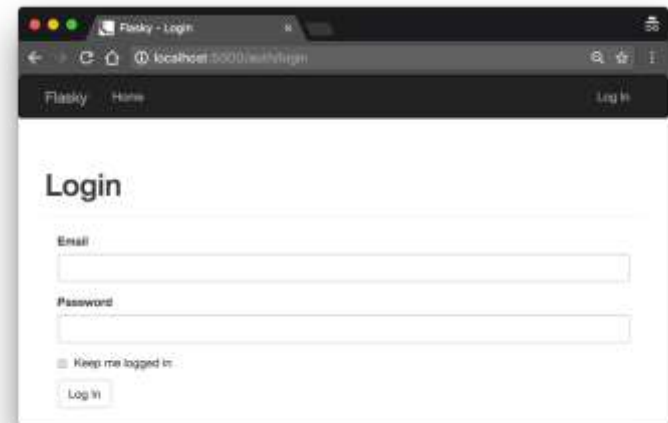 Flasky - Login
localhost:5000/auth/login
Flasky Home Log In
Login
Email
Password
Keep me logged in
Log In